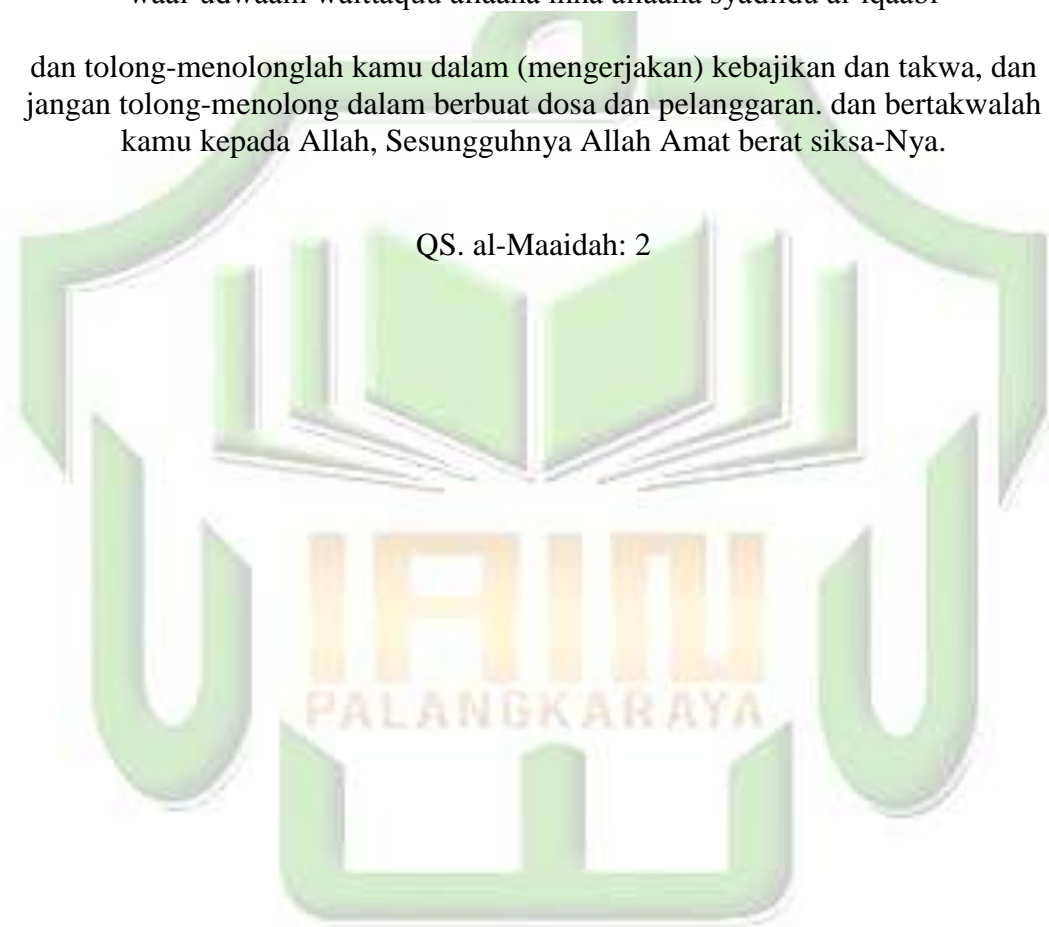 dan tolong-menolonglah kamu dalam (mengerjakan) kebajikan dan takwa, dan
jangan tolong-menolong dalam berbuat dosa dan pelanggaran. dan bertakwalah
kamu kepada Allah, Sesungguhnya Allah Amat berat siksa-Nya.
QS. al-Maaidah: 2
IAIN
PALANGKARAYA